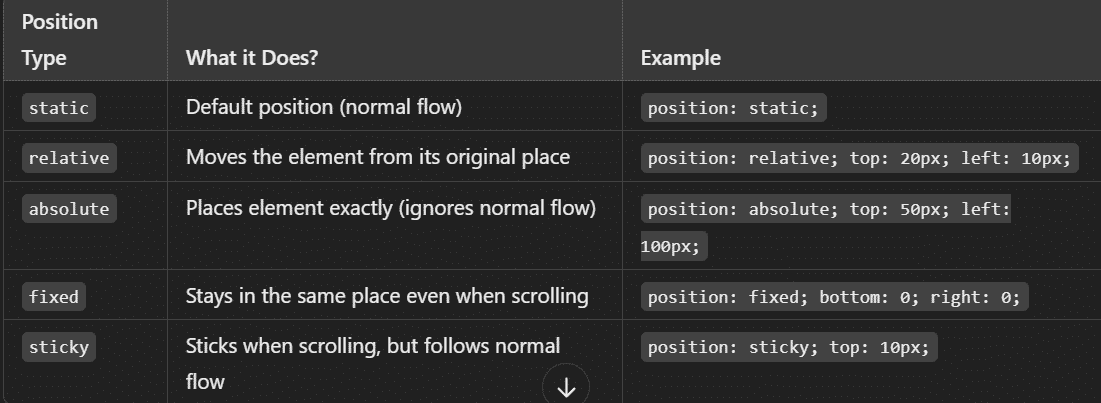 Position
Type What it Does? Example
static Default position (normal flow) position: static;
relative Moves the element from its original place position: relative; top: 20px; left: 10px;
absolute Places element exactly (ignores normal flow) position: absolute; top: 50px; left:
100px;
fixed Stays in the same place even when scrolling position: fixed; bottom: 0; right: 0;
sticky Sticks when scrolling, but follows normal position: sticky; top: 10px;
flow